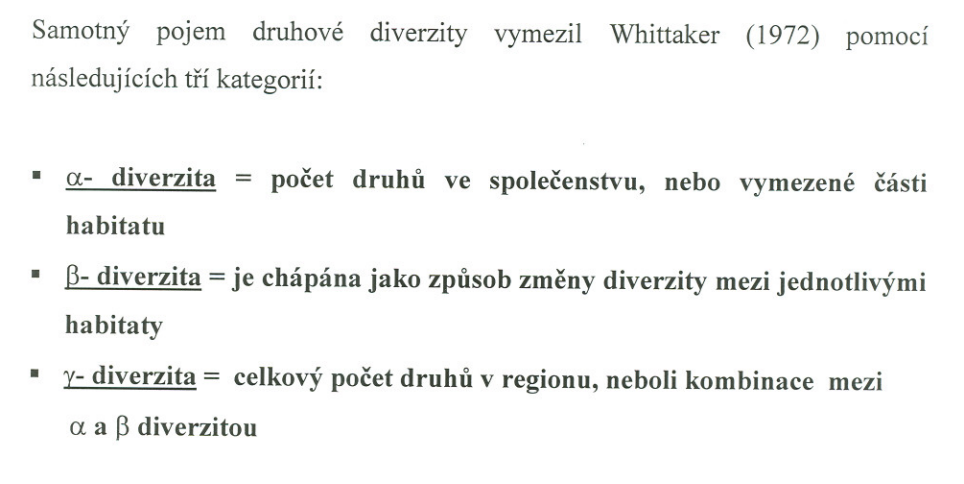 Samotný pojem druhové diverzity vymezil Whittaker (1972) pomocí
následujících tří kategorií:
▪ α- diverzita = počet druhů ve společenstvu, nebo vymezené části
habitatu
▪ β- diverzita = je chápána jako způsob změny diverzity mezi jednotlivými
habitaty
▪ γ- diverzita = celkový počet druhů v regionu, neboli kombinace mezi
α a β diverzitou